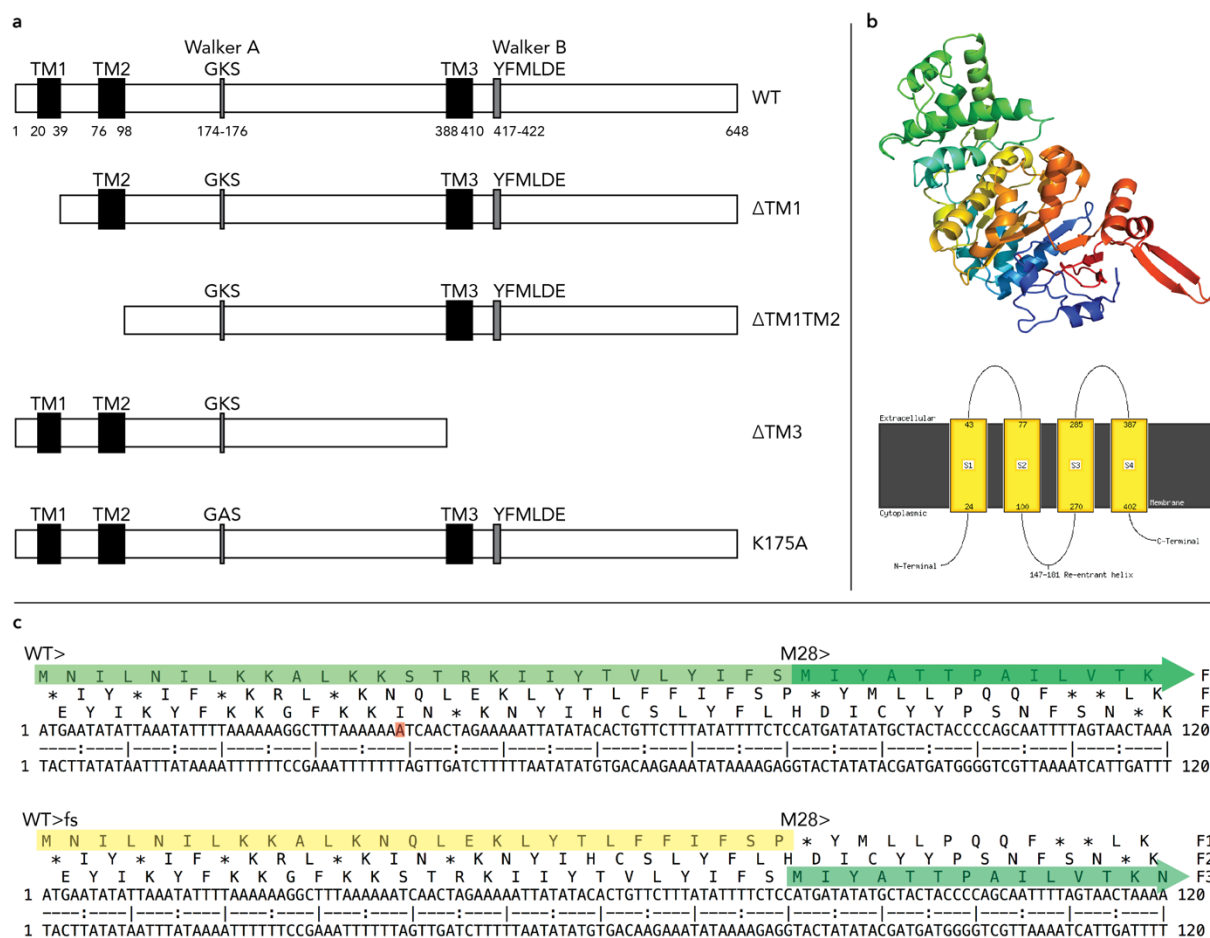 a
Walker A
Walker B
TM1 TM2 GKS TM3 YFMLDE
WT
1 20 39 76 98 174-176 388 410 417-422 648
TM2 GKS TM3 YFMLDE
ΔTM1
GKS TM3 YFMLDE
ΔTM1TM2
TM1 TM2 GKS
ΔTM3
TM1 TM2 GAS TM3 YFMLDE
K175A
b
Extracellular
43 77 285 387
S1 S2 S3 S4
Membrane
Cytoplasmic
24 100 270 402
C-Terminal
N-Terminal
147-181 Re-entrant helix
c
WT> M28>
M N I L N I L K K A L K K S T R K I I Y T V L Y I F S M I Y A T T P A I L V T K F
* I Y * I F * K R L * K N Q L E K L Y T L F F I F S P * Y M L L P Q Q F * * L K F
E Y I K Y F K K G F K K I N * K N Y I H C S L Y F L H D I C Y Y P S N F S N * K F
1 ATGAATATATTAAATATTTTAAAAAAGGCTTTAAAAAAATCAACTAGAAAAATTATATACACTGTTCTTTATATTTTCTCCATGATATATGCTACTACCCCAGCAATTTTAGTAACTAAA 120
----:----|----:----|----:----|----:----|----:----|----:----|----:----|----:----|----:----|----:----|----:----|----:----|
1 TACTTATATAATTTATAAAATTTTTTCCGAAATTTTTTTAGTTGATCTTTTTAATATATGTGACAAGAAATATAAAAGAGGTACTATATACGATGATGGGGTCGTTAAAATCATTGATTT 120
WT>fs M28>
M N I L N I L K K A L K N Q L E K L Y T L F F I F S P * Y M L L P Q Q F * * L K F1
* I Y * I F * K R L * K I N * K N Y I H C S L Y F L H D I C Y Y P S N F S N * K F2
E Y I K Y F K K G F K K S T R K I I Y T V L Y I F S M I Y A T T P A I L V T K N F3
1 ATGAATATATTAAATATTTTAAAAAAGGCTTTAAAAAATCAACTAGAAAAATTATATACACTGTTCTTTATATTTTCTCCATGATATATGCTACTACCCCAGCAATTTTAGTAACTAAAA 120
----:----|----:----|----:----|----:----|----:----|----:----|----:----|----:----|----:----|----:----|----:----|----:----|
1 TACTTATATAATTTATAAAATTTTTTCCGAAATTTTTTAGTTGATCTTTTTAATATATGTGACAAGAAATATAAAAGAGGTACTATATACGATGATGGGGTCGTTAAAATCATTGATTTT 120